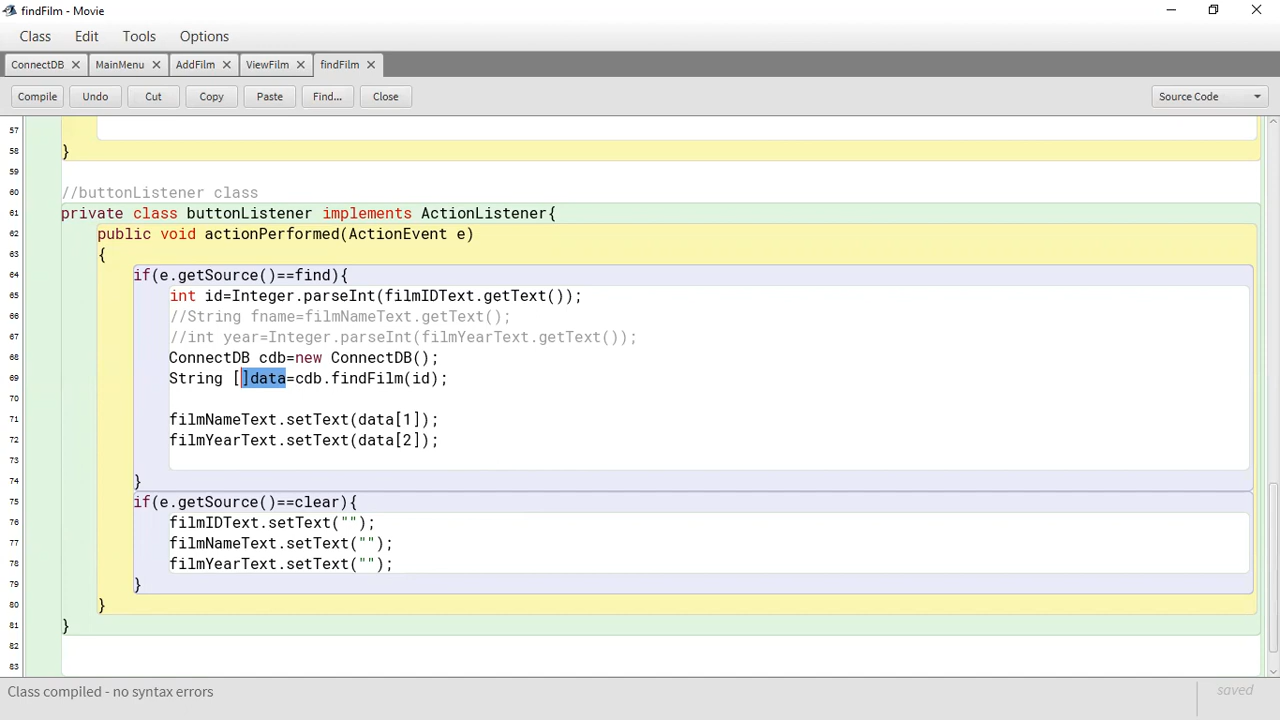 findFilm - Movie
Class Edit Tools Options
ConnectDB MainMenu AddFilm ViewFilm findFilm
Compile Undo Cut Copy Paste Find... Close Source Code
57
58 }
59
60 //buttonListener class
61 private class buttonListener implements ActionListener{
62 public void actionPerformed(ActionEvent e)
63 {
64 if(e.getSource()==find){
65 int id=Integer.parseInt(filmIDText.getText());
66 //String fname=filmNameText.getText();
67 //int year=Integer.parseInt(filmYearText.getText());
68 ConnectDB cdb=new ConnectDB();
69 String []data=cdb.findFilm(id);
71 filmNameText.setText(data[1]);
72 filmYearText.setText(data[2]);
73
74 }
75 if(e.getSource()==clear){
76 filmIDText.setText("");
77 filmNameText.setText("");
78 filmYearText.setText("");
79 }
80 }
81 }
82
83
Class compiled - no syntax errors saved